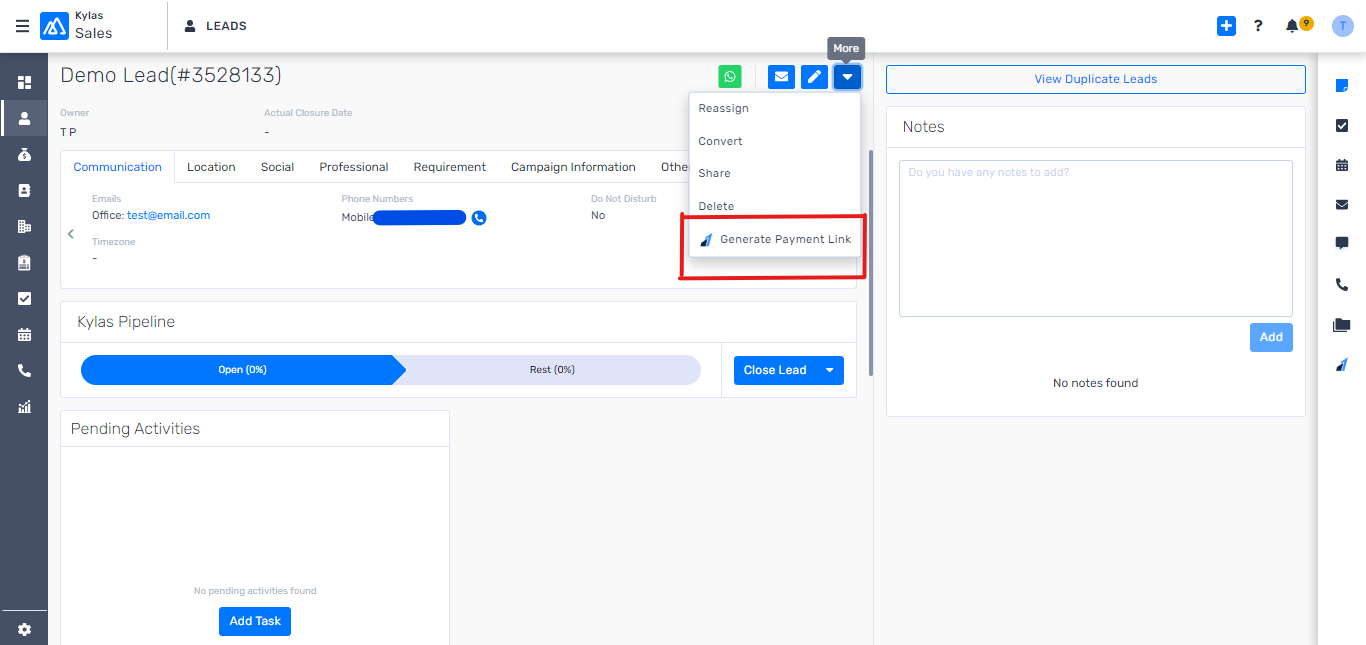 Kylas
Sales
LEADS
?
9
T
More
Demo Lead(#3528133)
Owner
T P
Actual Closure Date
-
Reassign
Convert
Share
Delete
Generate Payment Link
Communication
Location
Social
Professional
Requirement
Campaign Information
Othe
Emails
Office: test@email.com
Phone Numbers
Mobile
Do Not Disturb
No
Timezone
-
Kylas Pipeline
Open (0%)
Rest (0%)
Close Lead
Pending Activities
No pending activities found
Add Task
View Duplicate Leads
Notes
Do you have any notes to add?
Add
No notes found